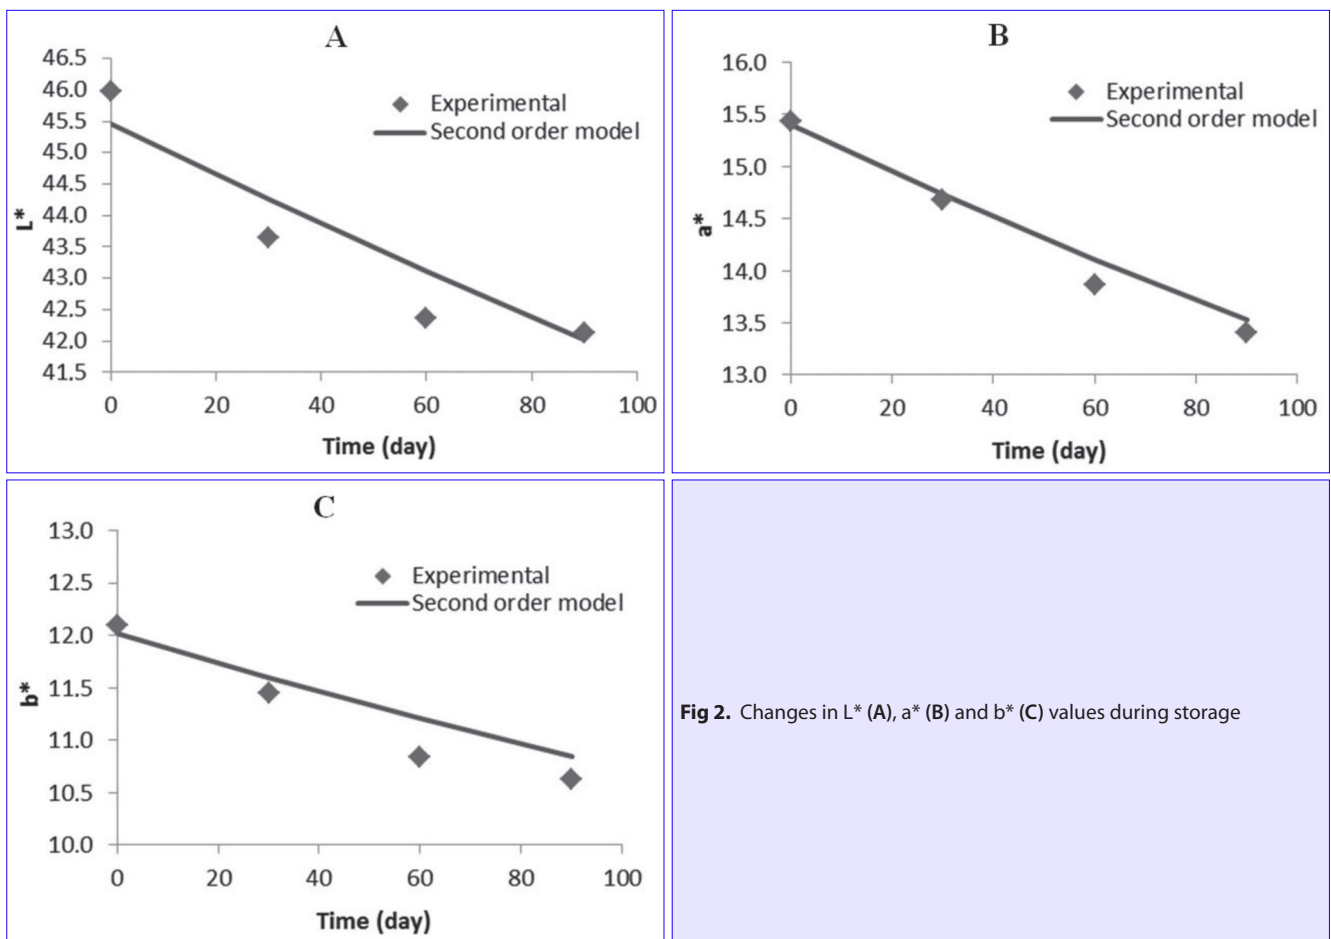 A
46.5
46.0
45.5
45.0
44.5
44.0
43.5
43.0
42.5
42.0
41.5
L*
Experimental
Second order model
0 20 40 60 80 100
Time (day)
B
16.0
15.5
15.0
14.5
14.0
13.5
13.0
a*
Experimental
Second order model
0 20 40 60 80 100
Time (day)
C
13.0
12.5
12.0
11.5
11.0
10.5
10.0
b*
Experimental
Second order model
0 20 40 60 80 100
Time (day)
Fig 2. Changes in L* (A), a* (B) and b* (C) values during storage